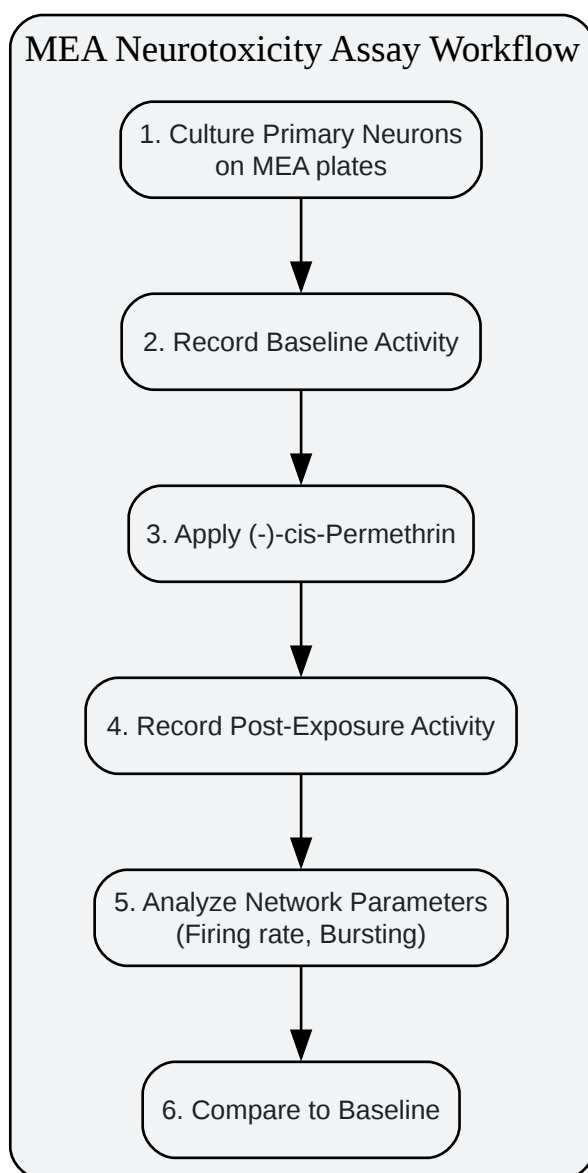 MEA Neurotoxicity Assay Workflow
1. Culture Primary Neurons
on MEA plates
2. Record Baseline Activity
3. Apply (-)-cis-Permethrin
4. Record Post-Exposure Activity
5. Analyze Network Parameters
(Firing rate, Bursting)
6. Compare to Baseline